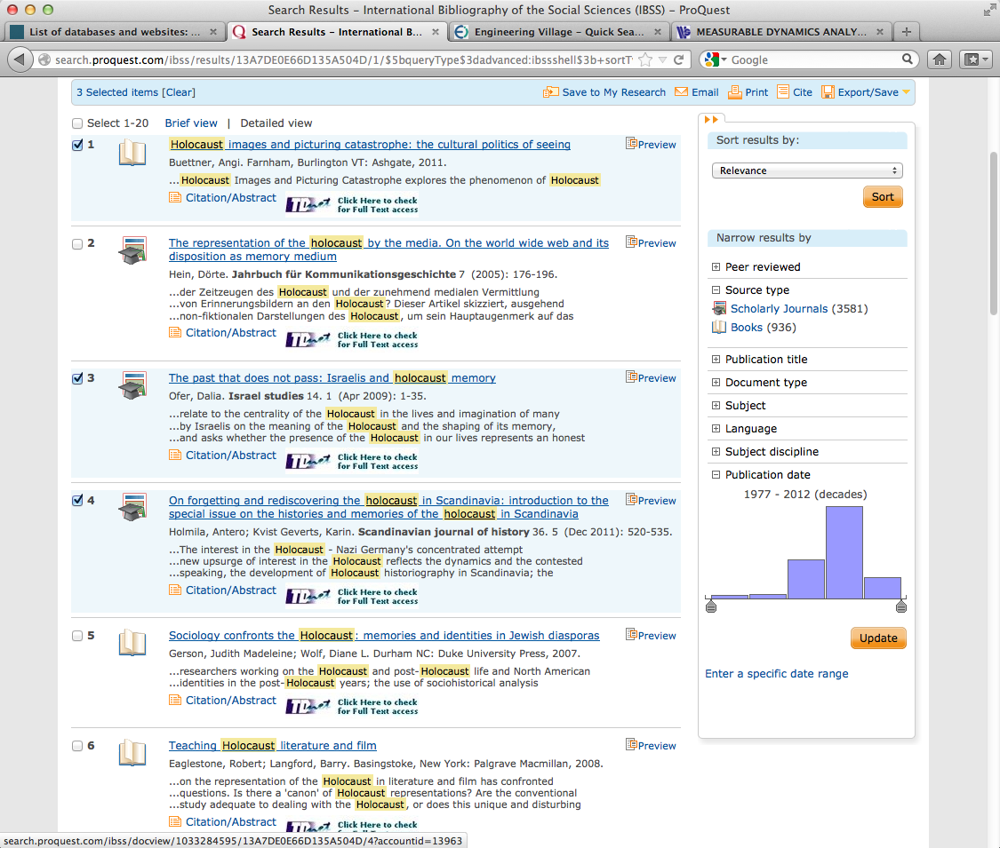 Search Results – International Bibliography of the Social Sciences (IBSS) – ProQuest
List of databases and websites: ...
Search Results – International B...
Engineering Village – Quick Sea...
MEASURABLE DYNAMICS ANALY...
search.proquest.com/ibss/results/13A7DE0E66D135A504D/1/$5bqueryType$3dadvanced:ibssshell$3b+sortT
Google
3 Selected items [Clear]
Save to My Research
Email
Print
Cite
Export/Save
Select 1-20
Brief view | Detailed view
1
Holocaust images and picturing catastrophe: the cultural politics of seeing
Preview
Buettner, Angi. Farnham, Burlington VT: Ashgate, 2011.
...Holocaust Images and Picturing Catastrophe explores the phenomenon of Holocaust
Citation/Abstract
TDnet
Click Here to check
for Full Text access
2
The representation of the holocaust by the media. On the world wide web and its
disposition as memory medium
Preview
Hein, Dörte. Jahrbuch für Kommunikationsgeschichte 7 (2005): 176-196.
...der Zeitzeugen des Holocaust und der zunehmend medialen Vermittlung
...von Erinnerungsbildern an den Holocaust? Dieser Artikel skizziert, ausgehend
...non-fiktionalen Darstellungen des Holocaust, um sein Hauptaugenmerk auf das
Citation/Abstract
TDnet
Click Here to check
for Full Text access
3
The past that does not pass: Israelis and holocaust memory
Preview
Ofer, Dalia. Israel studies 14. 1 (Apr 2009): 1-35.
...relate to the centrality of the Holocaust in the lives and imagination of many
...by Israelis on the meaning of the Holocaust and the shaping of its memory,
...and asks whether the presence of the Holocaust in our lives represents an honest
Citation/Abstract
TDnet
Click Here to check
for Full Text access
4
On forgetting and rediscovering the holocaust in Scandinavia: introduction to the
special issue on the histories and memories of the holocaust in Scandinavia
Preview
Holmila, Antero; Kvist Geverts, Karin. Scandinavian journal of history 36. 5 (Dec 2011): 520-535.
...The interest in the Holocaust - Nazi Germany's concentrated attempt
...new upsurge of interest in the Holocaust reflects the dynamics and the contested
...speaking, the development of Holocaust historiography in Scandinavia; the
Citation/Abstract
TDnet
Click Here to check
for Full Text access
5
Sociology confronts the Holocaust: memories and identities in Jewish diasporas
Preview
Gerson, Judith Madeleine; Wolf, Diane L. Durham NC: Duke University Press, 2007.
...researchers working on the Holocaust and post-Holocaust life and North American
...identities in the post-Holocaust years; the use of sociohistorical analysis
Citation/Abstract
TDnet
Click Here to check
for Full Text access
6
Teaching Holocaust literature and film
Preview
Eaglestone, Robert; Langford, Barry. Basingstoke, New York: Palgrave Macmillan, 2008.
...on the representation of the Holocaust in literature and film has confronted
...questions. Is there a 'canon' of Holocaust representations? Are the conventional
...study adequate to dealing with the Holocaust, or does this unique and disturbing
Citation/Abstract
TDnet
Click Here to check
for Full Text access
Sort results by:
Relevance
Sort
Narrow results by
Peer reviewed
Source type
Scholarly Journals (3581)
Books (936)
Publication title
Document type
Subject
Language
Subject discipline
Publication date
1977 - 2012 (decades)
Update
Enter a specific date range
search.proquest.com/ibss/docview/1033284595/13A7DE0E66D135A504D/4?accountid=13963